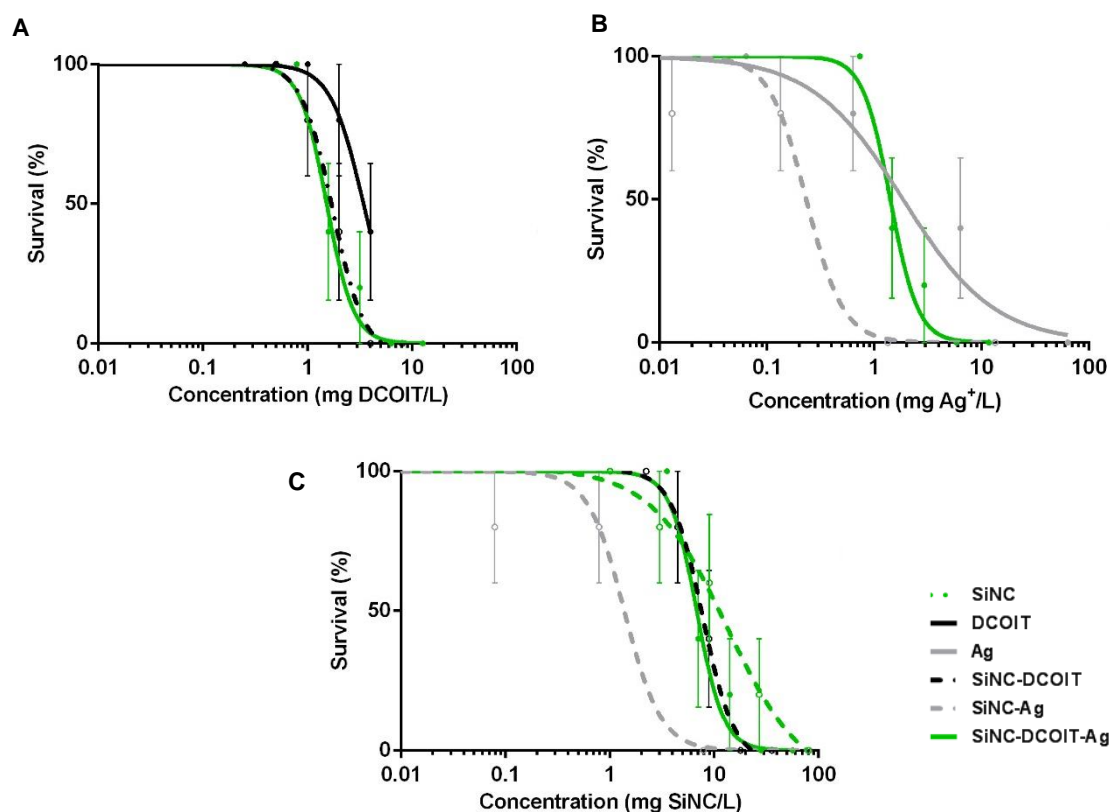 A
100
50
0
Survival (%)
0.01 0.1 1 10 100
Concentration (mg DCOIT/L)
B
100
50
0
Survival (%)
0.01 0.1 1 10 100
Concentration (mg Ag⁺/L)
C
100
50
0
Survival (%)
0.01 0.1 1 10 100
Concentration (mg SiNC/L)
SiNC
DCOIT
Ag
SiNC-DCOIT
SiNC-Ag
SiNC-DCOIT-Ag